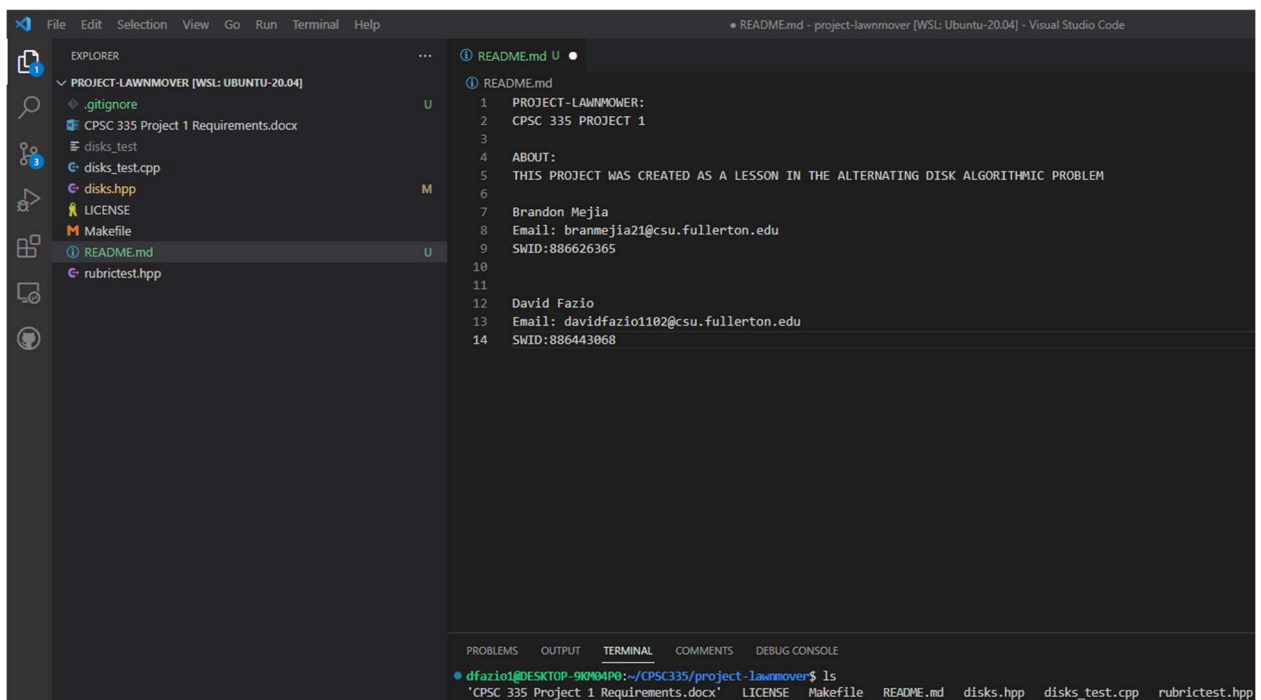 File Edit Selection View Go Run Terminal Help
● README.md - project-lawnmover [WSL: Ubuntu-20.04] - Visual Studio Code
EXPLORER ···
README.md U ●
1
PROJECT-LAWNMOVER [WSL: UBUNTU-20.04]
.gitignore U
CPSC 335 Project 1 Requirements.docx
disks_test
disks_test.cpp
disks.hpp M
LICENSE
Makefile
README.md U
rubrictest.hpp
3
README.md
1 PROJECT-LAWNMOWER:
2 CPSC 335 PROJECT 1
3
4 ABOUT:
5 THIS PROJECT WAS CREATED AS A LESSON IN THE ALTERNATING DISK ALGORITHMIC PROBLEM
6
7 Brandon Mejia
8 Email: branmejia21@csu.fullerton.edu
9 SWID:886626365
10
11
12 David Fazio
13 Email: davidfazio1102@csu.fullerton.edu
14 SWID:886443068
PROBLEMS OUTPUT TERMINAL COMMENTS DEBUG CONSOLE
dfazio1@DESKTOP-9KM04P0:~/CPSC335/project-lawnmover$ ls
'CPSC 335 Project 1 Requirements.docx' LICENSE Makefile README.md disks.hpp disks_test.cpp rubrictest.hpp